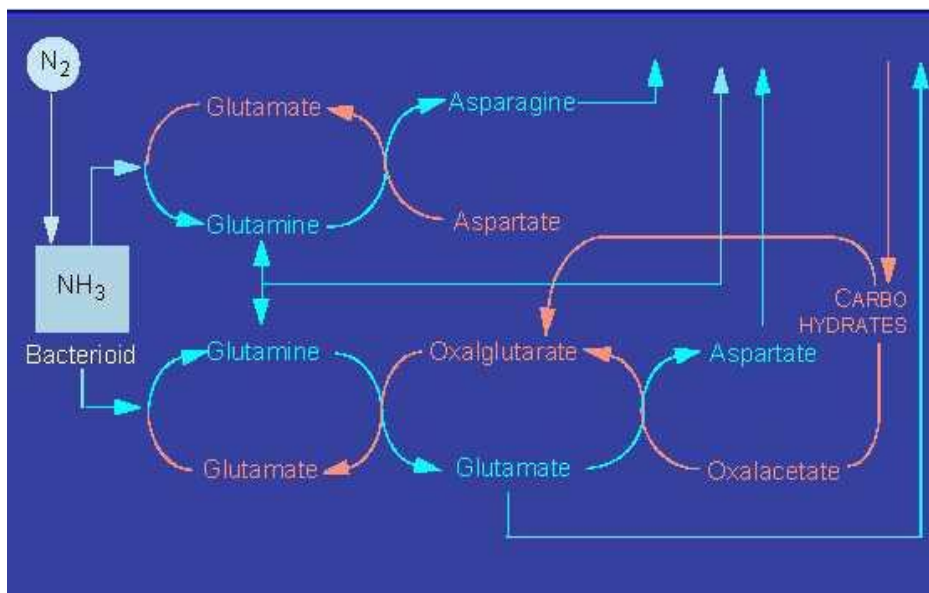 N₂
Glutamate
Asparagine
Glutamine
Aspartate
NH₃
CARBO
HYDRATES
Bacterioid
Glutamine
Oxalglutarate
Aspartate
Glutamate
Glutamate
Oxalacetate